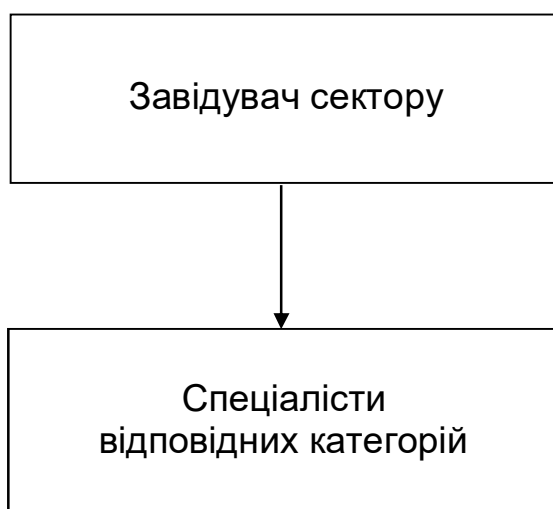 Завідувач сектору
Спеціалісти
відповідних категорій